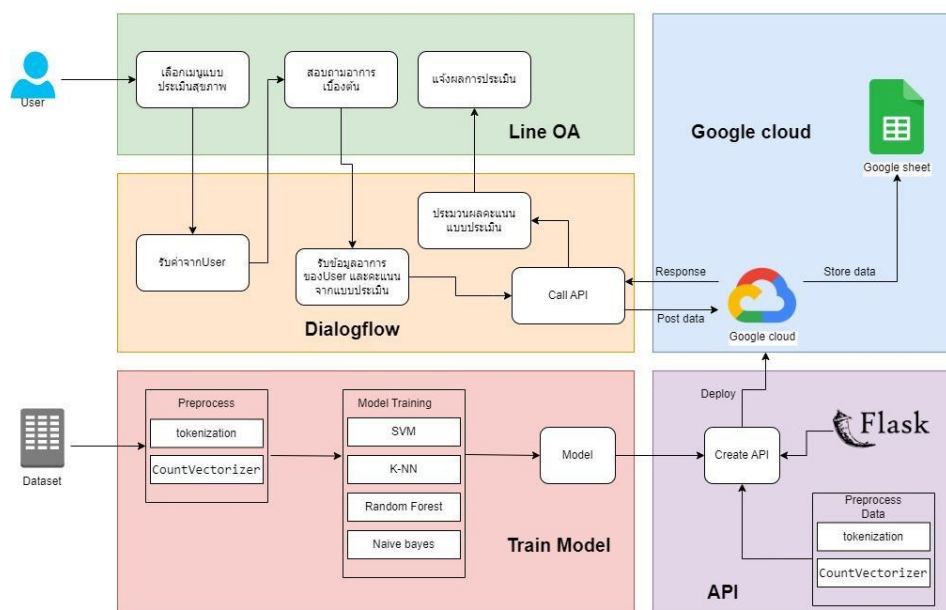 User
เลือกเมนูแบบ
ประเมินสุขภาพ
สอบถามอาการ
เบื้องต้น
แจ้งผลการประเมิน
Line OA
รับค่าจากUser
รับข้อมูลอาการ
ของUser และคะแนน
จากแบบประเมิน
ประมวนผลคะแนน
แบบประเมิน
Call API
Dialogflow
Google cloud
Google sheet
Response
Store data
Post data
Google cloud
Dataset
Preprocess
tokenization
CountVectorizer
Model Training
SVM
K-NN
Random Forest
Naive bayes
Model
Train Model
Deploy
Create API
Flask
Preprocess
Data
tokenization
CountVectorizer
API